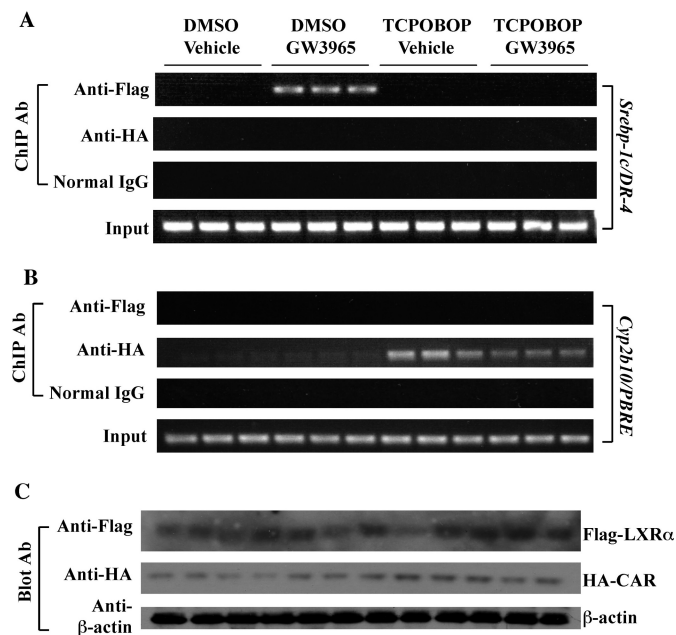 A
DMSO Vehicle
DMSO GW3965
TCPOBOP Vehicle
TCPOBOP GW3965
ChIP Ab
Anti-Flag
Anti-HA
Normal IgG
Input
Srebp-1c/DR-4
B
ChIP Ab
Anti-Flag
Anti-HA
Normal IgG
Input
Cyp2b10/PBRE
C
Blot Ab
Anti-Flag
Flag-LXRα
Anti-HA
HA-CAR
Anti-
β-actin
β-actin